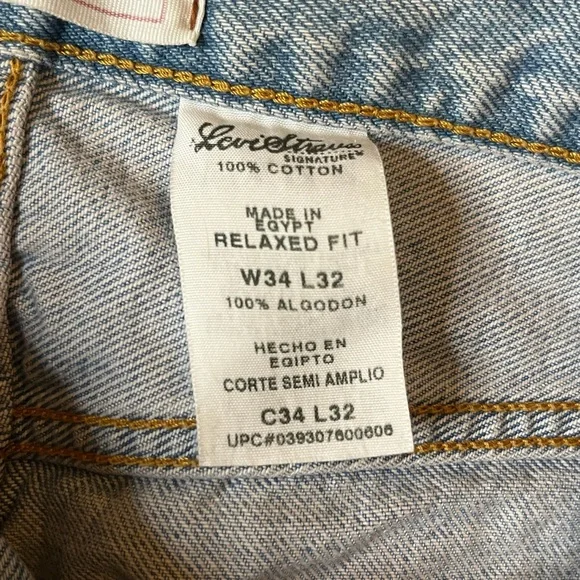 Levi Strauss
SIGNATURE™
100% COTTON
MADE IN
EGYPT
RELAXED FIT
W34 L32
100% ALGODON
HECHO EN
EGIPTO
CORTE SEMI AMPLIO
C34 L32
UPC#039307600606